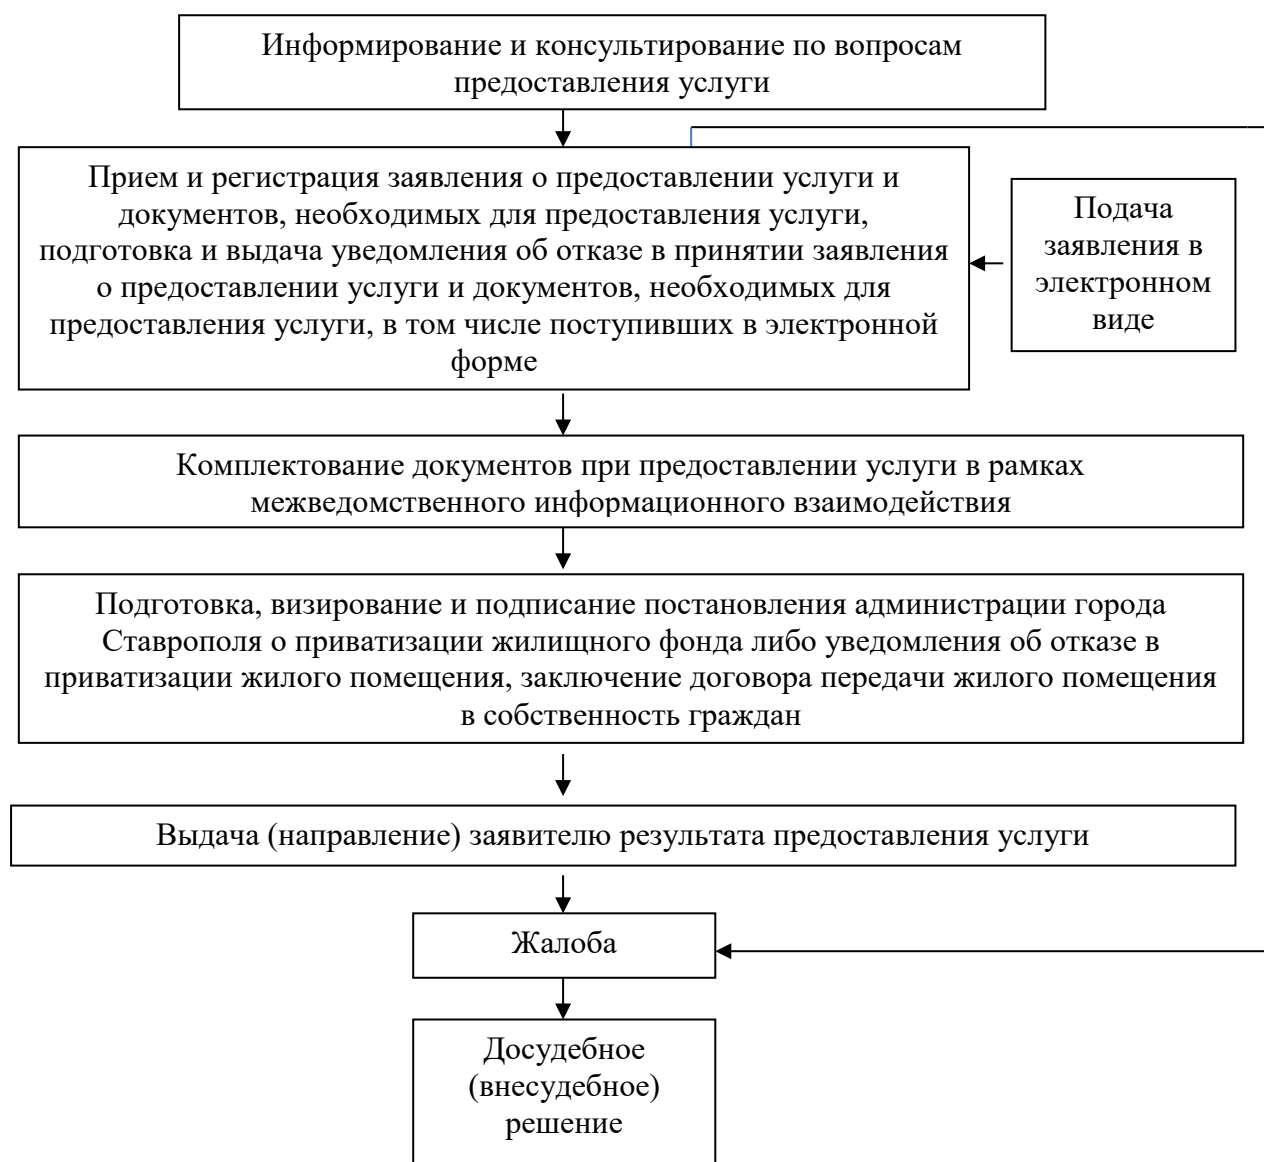 Информирование и консультирование по вопросам
предоставления услуги
Прием и регистрация заявления о предоставлении услуги и
документов, необходимых для предоставления услуги,
подготовка и выдача уведомления об отказе в принятии заявления
о предоставлении услуги и документов, необходимых для
предоставления услуги, в том числе поступивших в электронной
форме
Подача
заявления в
электронном
виде
Комплектование документов при предоставлении услуги в рамках
межведомственного информационного взаимодействия
Подготовка, визирование и подписание постановления администрации города
Ставрополя о приватизации жилищного фонда либо уведомления об отказе в
приватизации жилого помещения, заключение договора передачи жилого помещения
в собственность граждан
Выдача (направление) заявителю результата предоставления услуги
Жалоба
Досудебное
(внесудебное)
решение